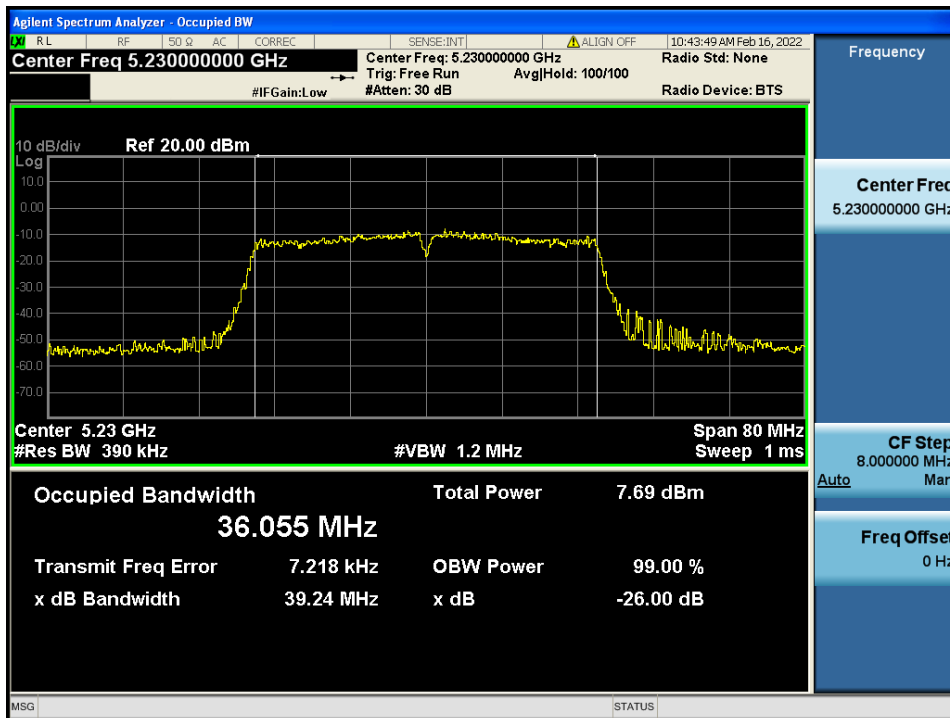 Agilent Spectrum Analyzer - Occupied BW
LXI RL RF 50 Ω AC CORREC SENSE:INT ALIGN OFF 10:43:49 AM Feb 16, 2022
Center Freq 5.230000000 GHz
Center Freq: 5.230000000 GHz Radio Std: None
Trig: Free Run Avg|Hold: 100/100
#IFGain:Low #Atten: 30 dB Radio Device: BTS
10 dB/div Ref 20.00 dBm
Log
10.0
0.00
-10.0
-20.0
-30.0
-40.0
-50.0
-60.0
-70.0
Center 5.23 GHz Span 80 MHz
#Res BW 390 kHz #VBW 1.2 MHz Sweep 1 ms
Occupied Bandwidth Total Power 7.69 dBm
36.055 MHz
Transmit Freq Error 7.218 kHz OBW Power 99.00 %
x dB Bandwidth 39.24 MHz x dB -26.00 dB
MSG STATUS
Frequency
Center Freq
5.230000000 GHz
CF Step
8.000000 MHz
Auto Man
Freq Offset
0 Hz